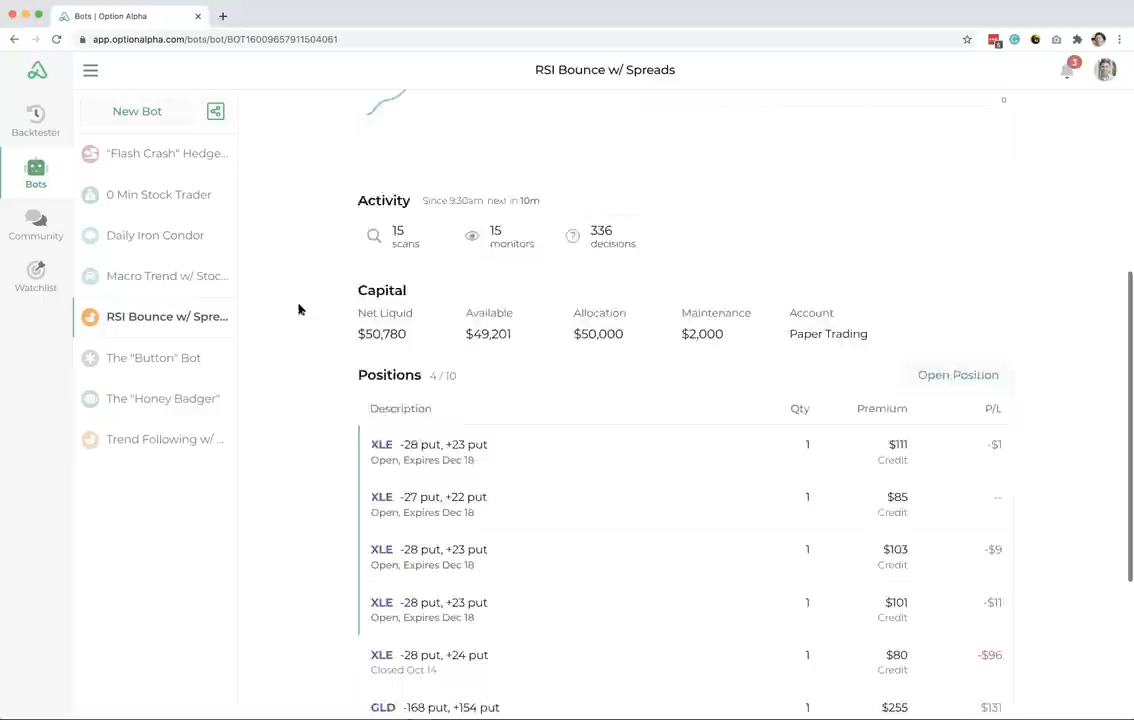 Bots | Option Alpha
app.optionalpha.com/bots/bot/BOT16009657911504061
5
RSI Bounce w/ Spreads
3
Backtester
Bots
Community
Watchlist
New Bot
"Flash Crash" Hedge...
0 Min Stock Trader
Daily Iron Condor
Macro Trend w/ Stoc...
RSI Bounce w/ Spre...
The "Button" Bot
The "Honey Badger"
Trend Following w/ ...
0
Activity Since 9:30am next in 10m
15 scans
15 monitors
336 decisions
Capital
Net Liquid Available Allocation Maintenance Account
$50,780 $49,201 $50,000 $2,000 Paper Trading
Positions 4 / 10 Open Position
Description Qty Premium P/L
XLE -28 put, +23 put 1 $111 -$1
Open, Expires Dec 18 Credit
XLE -27 put, +22 put 1 $85 --
Open, Expires Dec 18 Credit
XLE -28 put, +23 put 1 $103 -$9
Open, Expires Dec 18 Credit
XLE -28 put, +23 put 1 $101 -$11
Open, Expires Dec 18 Credit
XLE -28 put, +24 put 1 $80 -$96
Closed Oct 14 Credit
GLD -168 put, +154 put 1 $255 $131